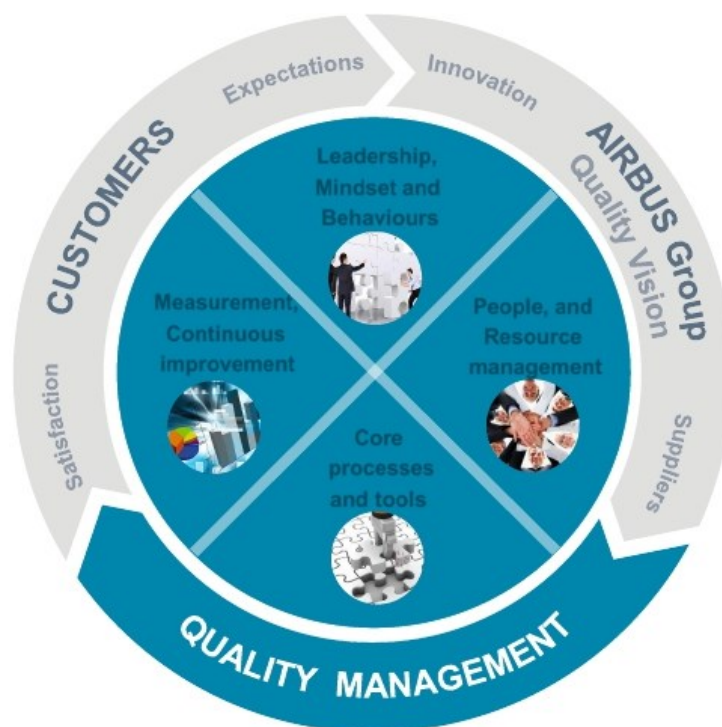 Expectations
Innovation
CUSTOMERS
AIRBUS Group
Quality Vision
Satisfaction
Suppliers
Leadership,
Mindset and
Behaviours
Measurement,
Continuous
improvement
People, and
Resource
management
Core
processes
and tools
QUALITY MANAGEMENT